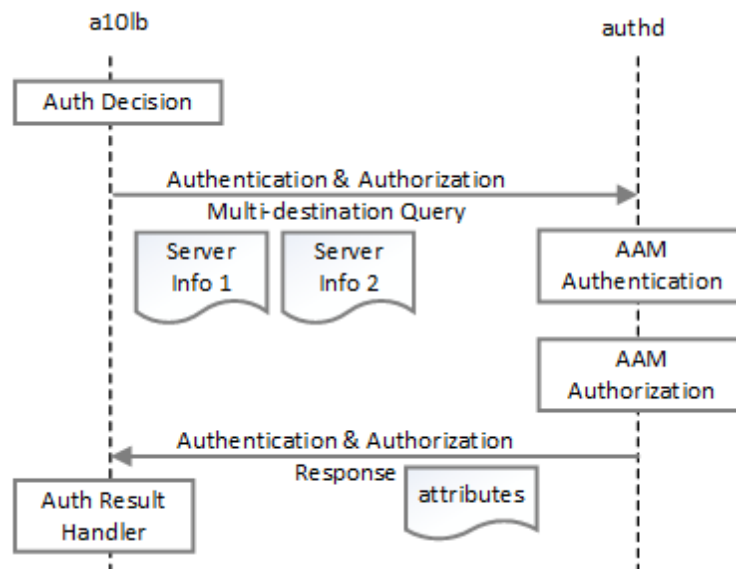 a10lb
authd
Auth Decision
Authentication & Authorization
Multi-destination Query
Server
Info 1
Server
Info 2
AAM
Authentication
AAM
Authorization
Authentication & Authorization
Response
attributes
Auth Result
Handler